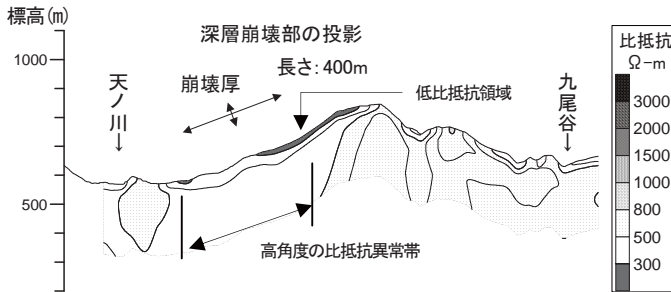 標高(m)
1000
500
深層崩壊部の投影
長さ:400m
崩壊厚
天ノ川
↓
低比抵抗領域
九尾谷
↓
高角度の比抵抗異常帯
比抵抗
Ω-m
3000
2000
1500
1000
800
500
300